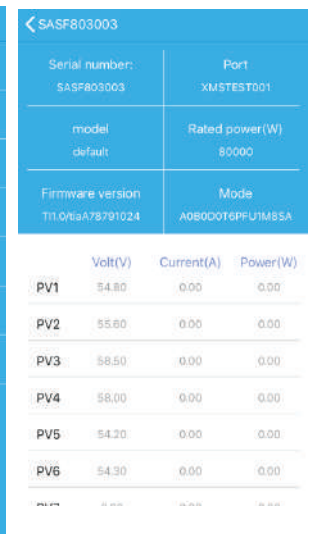 SASF803003
Serial number: Port
SASF803003 XMSTEST001
model Rated power(W)
default 80000
Firmware version Mode
A0B0D0T6PFU1M8SA
Volt(V) Current(A) Power(W)
PV1 54.80 0.00 0.00
PV2 55.60 0.00 0.00
PV3 58.50 0.00 0.00
PV4 58.00 0.00 0.00
PV5 54.20 0.00 0.00
PV6 54.30 0.00 0.00